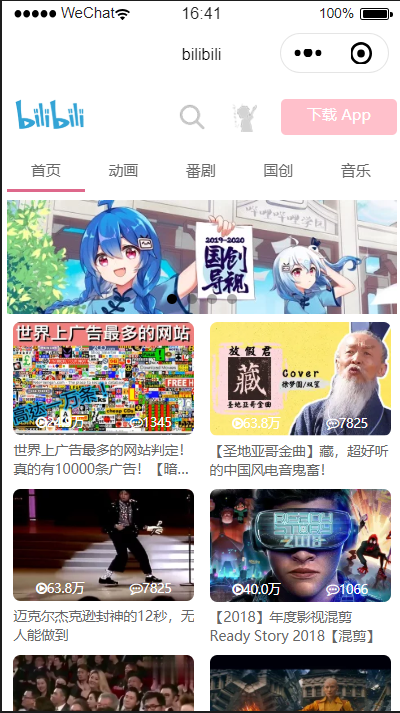 WeChat
16:41
100%
bilibili
bilibili
下载 App
首页
动画
番剧
国创
音乐
2019-2020
国创
导视
世界上广告最多的网站
63.8万
1345
放假君
藏
Cover
徐梦圆/双笙
圣地亚哥金曲
7825
世界上广告最多的网站判定!
真的有10000条广告! 【暗...
【圣地亚哥金曲】藏,超好听
的中国风电音鬼畜!
63.8万
7825
READY
STORY
2018
40.0万
1066
迈克尔杰克逊封神的12秒,无
人能做到
【2018】年度影视混剪
Ready Story 2018【混剪】